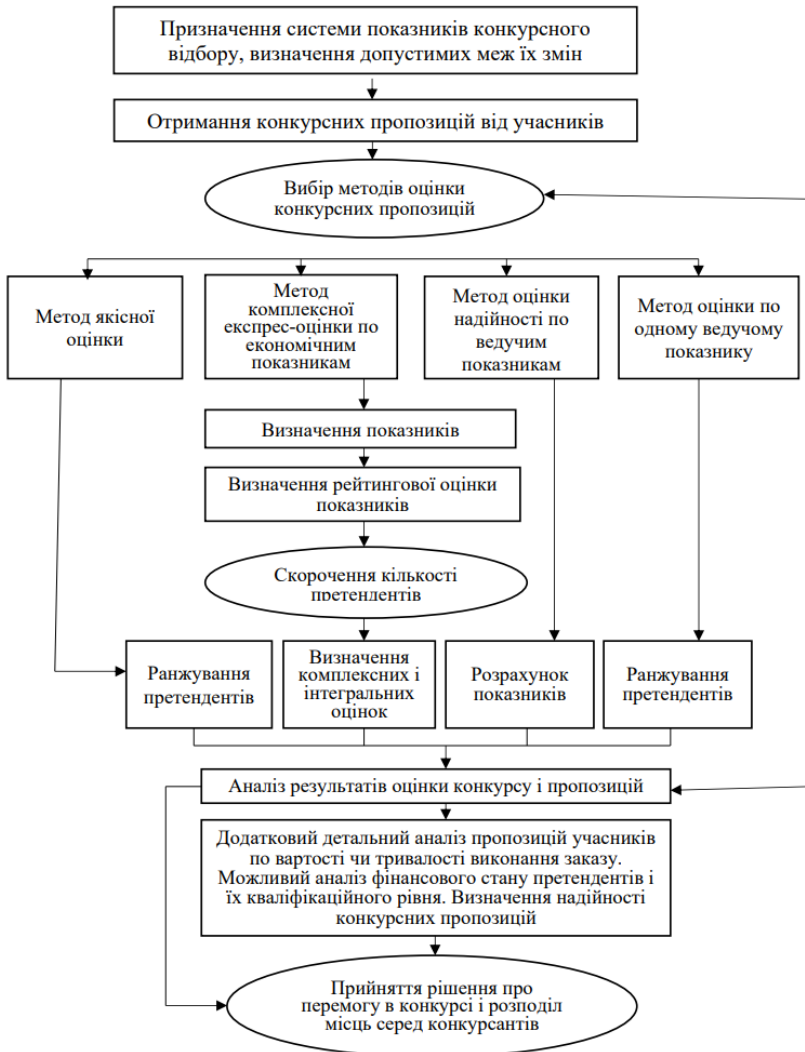 Призначення системи показників конкурсного
відбору, визначення допустимих меж їх змін
Отримання конкурсних пропозицій від учасників
Вибір методів оцінки
конкурсних пропозицій
Метод якісної
оцінки
Метод
комплексної
експрес-оцінки по
економічним
показникам
Метод оцінки
надійності по
ведучим
показникам
Метод оцінки по
одному ведучому
показнику
Визначення показників
Визначення рейтингової оцінки
показників
Скорочення кількості
претендентів
Ранжування
претендентів
Визначення
комплексних і
інтегральних
оцінок
Розрахунок
показників
Ранжування
претендентів
Аналіз результатів оцінки конкурсу і пропозицій
Додатковий детальний аналіз пропозицій учасників
по вартості чи тривалості виконання заказу.
Можливий аналіз фінансового стану претендентів і
їх кваліфікаційного рівня. Визначення надійності
конкурсних пропозицій
Прийняття рішення про
перемогу в конкурсі і розподіл
місць серед конкурсантів